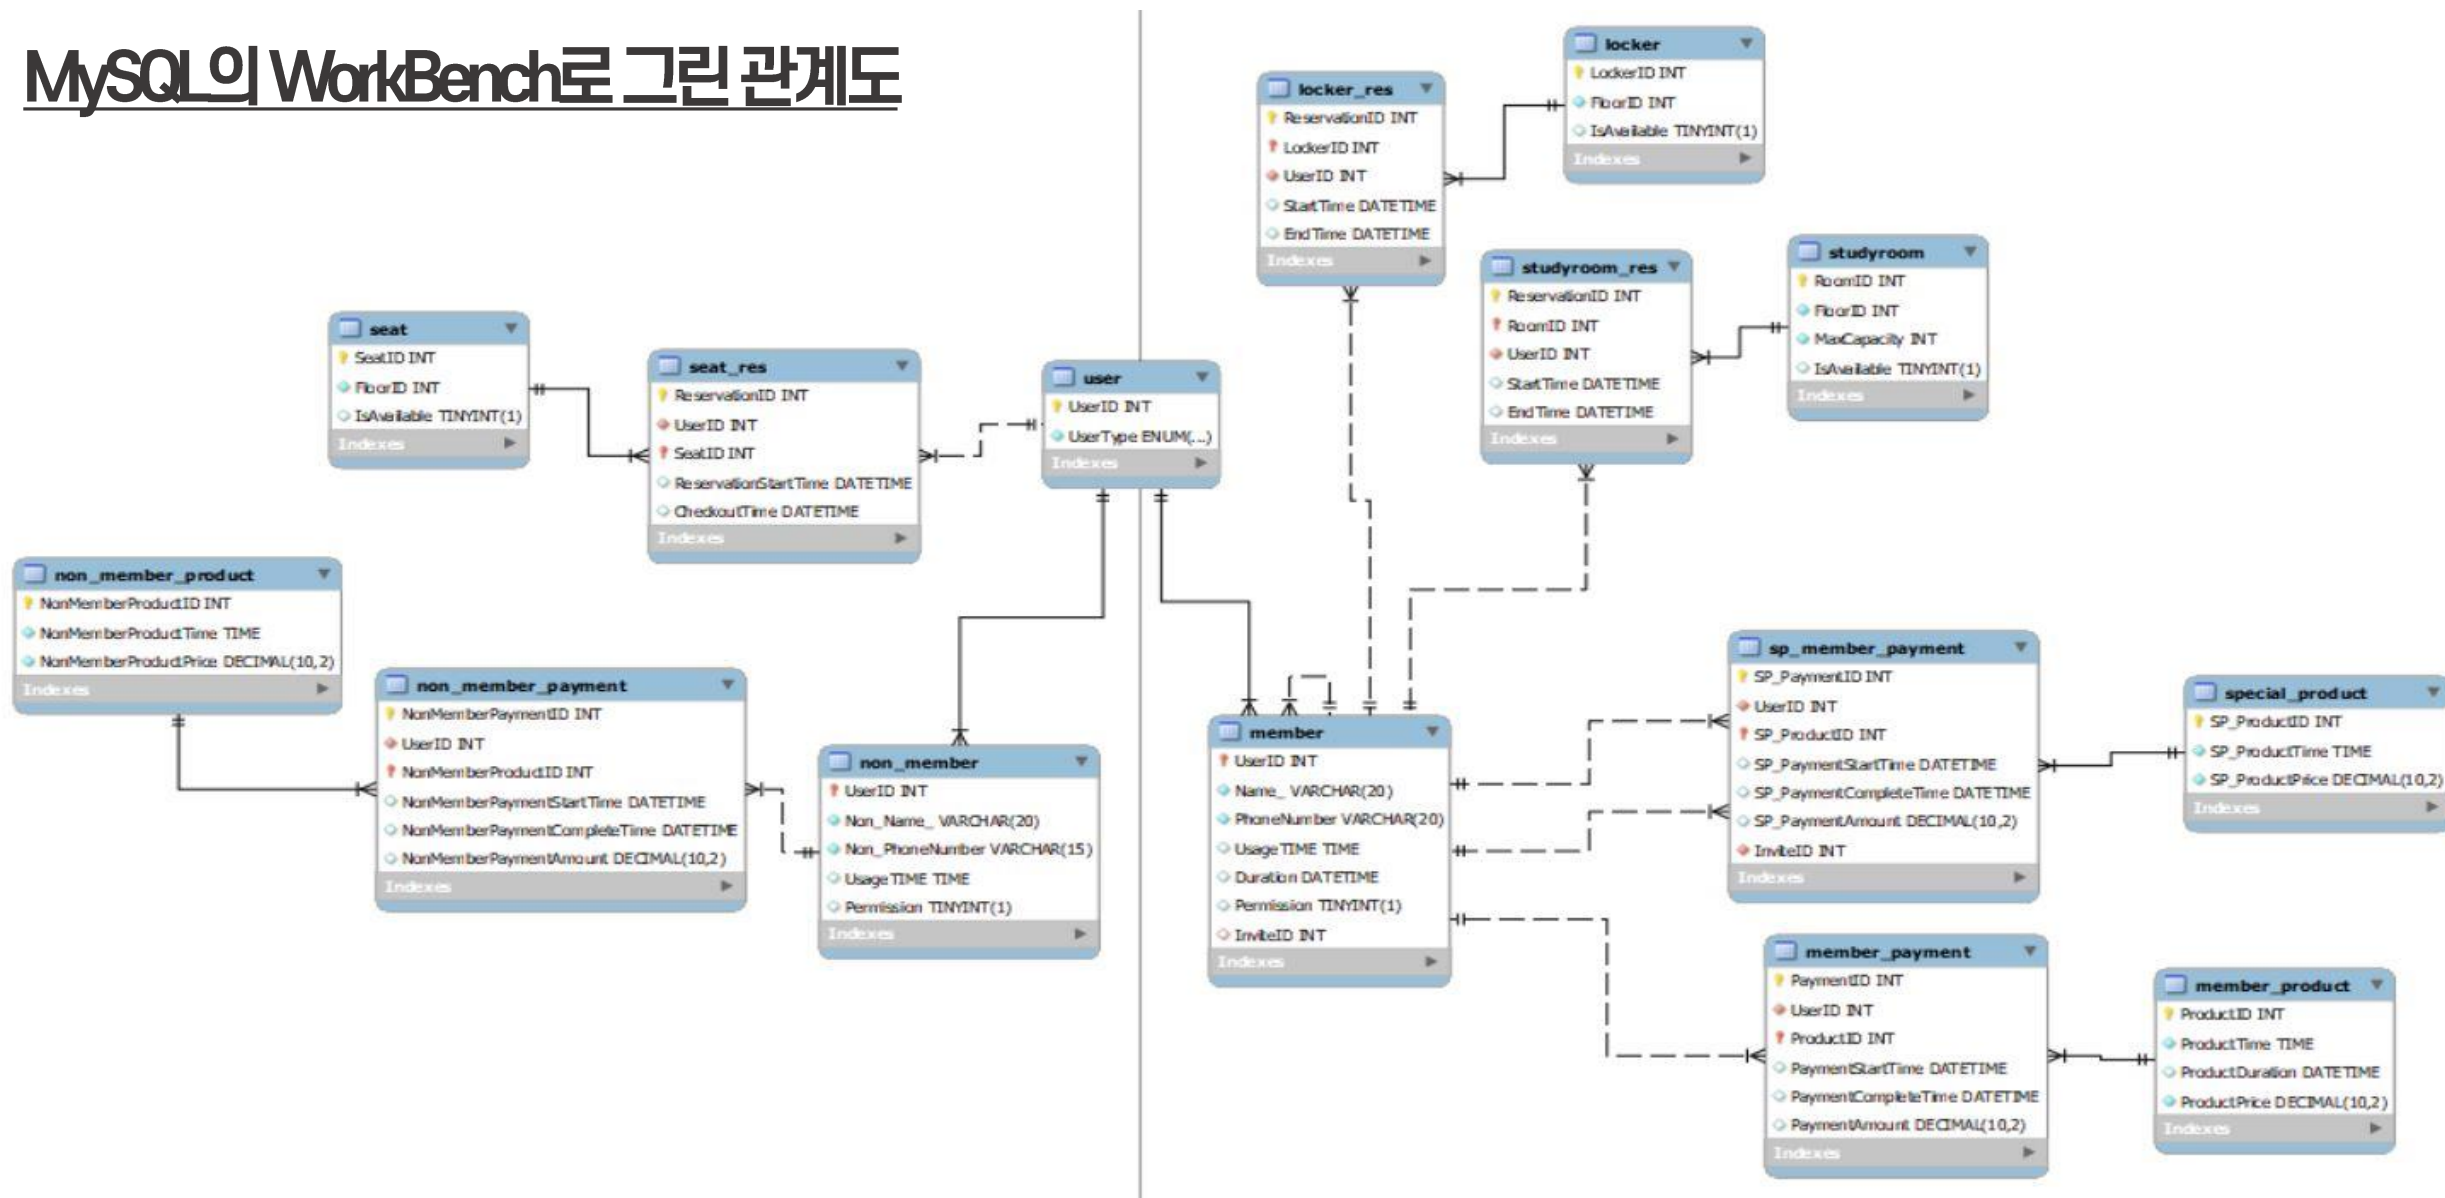 MySQL의 WorkBench로 그린 관계도
locker
LockerID INT
FloorID INT
IsAvailable TINYINT(1)
Indexes
locker_res
ReservationID INT
LockerID INT
UserID INT
StartTime DATETIME
EndTime DATETIME
Indexes
studyroom
RoomID INT
FloorID INT
MaxCapacity INT
IsAvailable TINYINT(1)
Indexes
studyroom_res
ReservationID INT
RoomID INT
UserID INT
StartTime DATETIME
EndTime DATETIME
Indexes
seat
SeatID INT
FloorID INT
IsAvailable TINYINT(1)
Indexes
seat_res
ReservationID INT
UserID INT
SeatID INT
ReservationStartTime DATETIME
CheckoutTime DATETIME
Indexes
user
UserID INT
UserType ENUM(...)
Indexes
non_member_product
NonMemberProductID INT
NonMemberProductTime TIME
NonMemberProductPrice DECIMAL(10,2)
Indexes
non_member_payment
NonMemberPaymentID INT
UserID INT
NonMemberProductID INT
NonMemberPaymentStartTime DATETIME
NonMemberPaymentCompleteTime DATETIME
NonMemberPaymentAmount DECIMAL(10,2)
Indexes
non_member
UserID INT
Non_Name_ VARCHAR(20)
Non_PhoneNumber VARCHAR(15)
UsageTIME TIME
Permission TINYINT(1)
Indexes
member
UserID INT
Name_ VARCHAR(20)
PhoneNumber VARCHAR(20)
UsageTIME TIME
Duration DATETIME
Permission TINYINT(1)
InviteID INT
Indexes
sp_member_payment
SP_PaymentID INT
UserID INT
SP_ProductID INT
SP_PaymentStartTime DATETIME
SP_PaymentCompleteTime DATETIME
SP_PaymentAmount DECIMAL(10,2)
InviteID INT
Indexes
special_product
SP_ProductID INT
SP_ProductTime TIME
SP_ProductPrice DECIMAL(10,2)
Indexes
member_payment
PaymentID INT
UserID INT
ProductID INT
PaymentStartTime DATETIME
PaymentCompleteTime DATETIME
PaymentAmount DECIMAL(10,2)
Indexes
member_product
ProductID INT
ProductTime TIME
ProductDuration DATETIME
ProductPrice DECIMAL(10,2)
Indexes